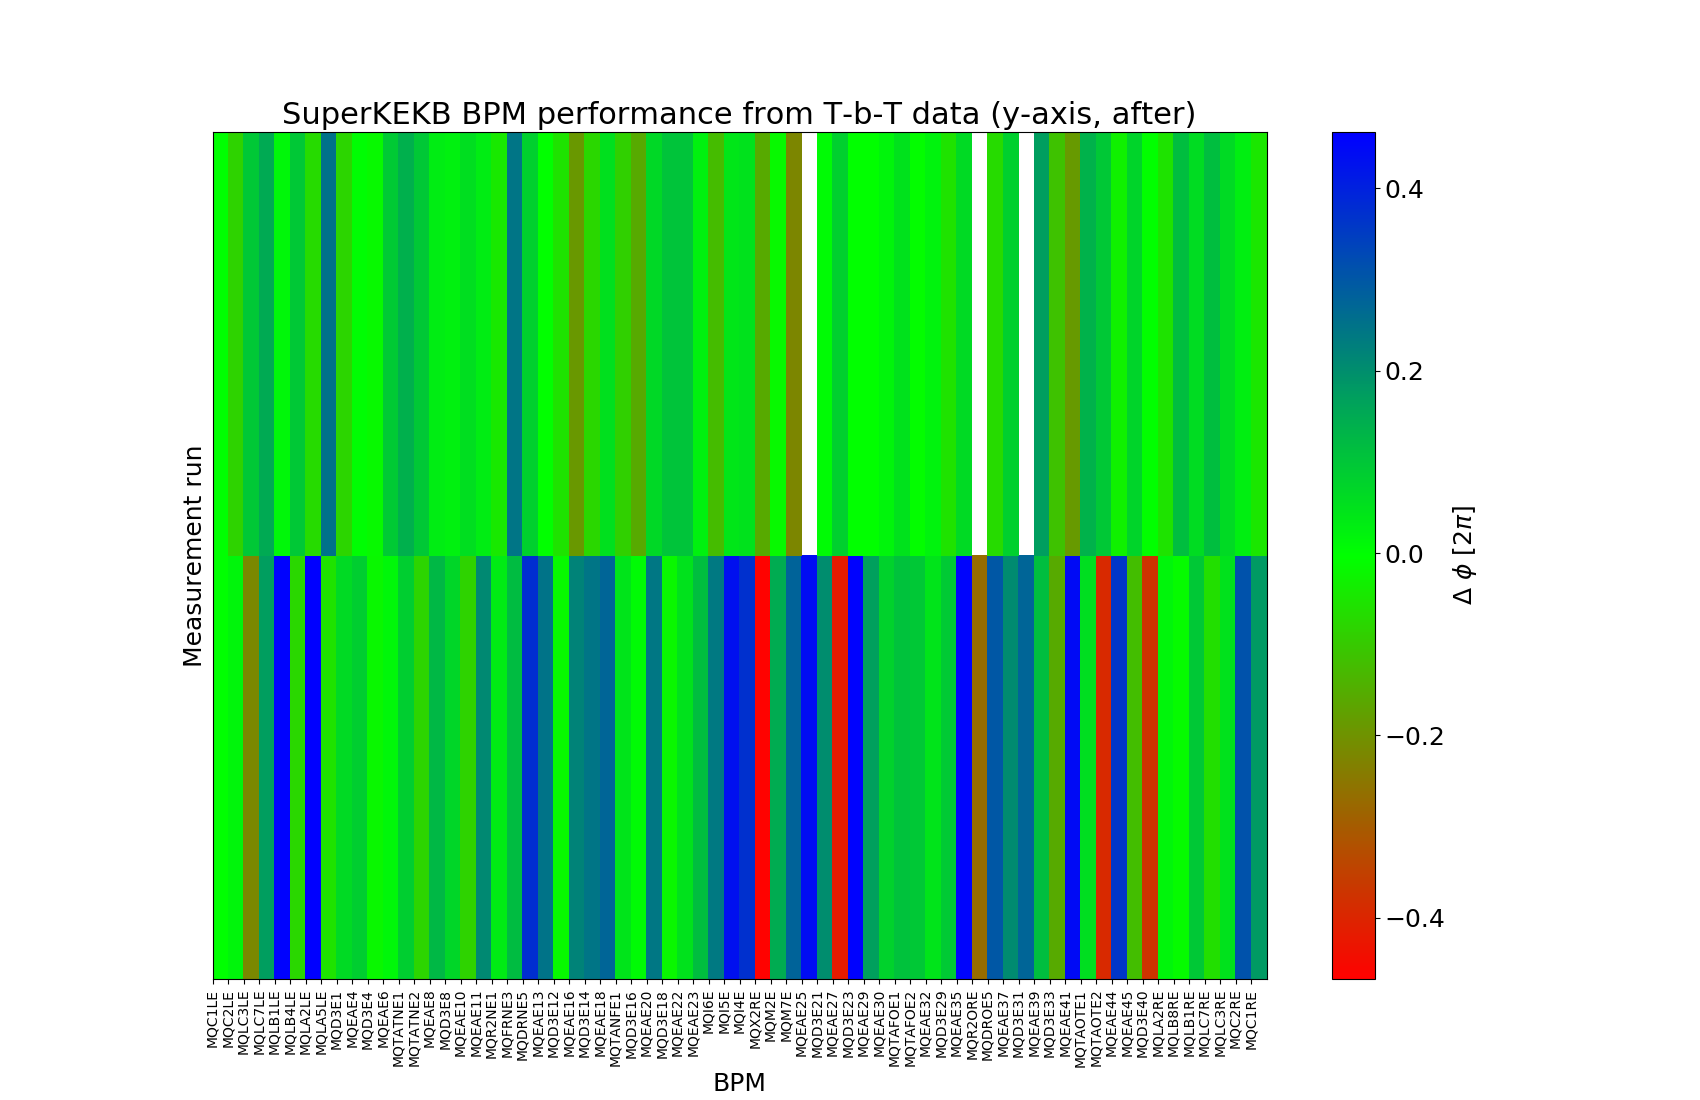 SuperKEKB BPM performance from T-b-T data (y-axis, after)
Measurement run
MQC1LE
MQC2LE
MQLC3LE
MQLC7LE
MQLB1LE
MQLB4LE
MQLA2LE
MQLA5LE
MQD3E1
MQEAE4
MQD3E4
MQEAE6
MQTATNE1
MQTATNE2
MQEAE8
MQD3E8
MQEAE10
MQEAE11
MQR2NE1
MQFRNE3
MQDRNE5
MQEAE13
MQD3E12
MQEAE16
MQD3E14
MQEAE18
MQTANFE1
MQD3E16
MQEAE20
MQD3E18
MQEAE22
MQEAE23
MQI6E
MQI5E
MQI4E
MQX2RE
MQM2E
MQM7E
MQEAE25
MQD3E21
MQEAE27
MQD3E23
MQEAE29
MQEAE30
MQTAFOE1
MQTAFOE2
MQEAE32
MQD3E29
MQEAE35
MQR2ORE
MQDROE5
MQEAE37
MQD3E31
MQEAE39
MQD3E33
MQEAE41
MQTAOTE1
MQTAOTE2
MQEAE44
MQEAE45
MQD3E40
MQLA2RE
MQLB8RE
MQLB1RE
MQLC7RE
MQLC3RE
MQC2RE
MQC1RE
BPM
0.4
0.2
0.0
−0.2
−0.4
Δ ϕ [2π]